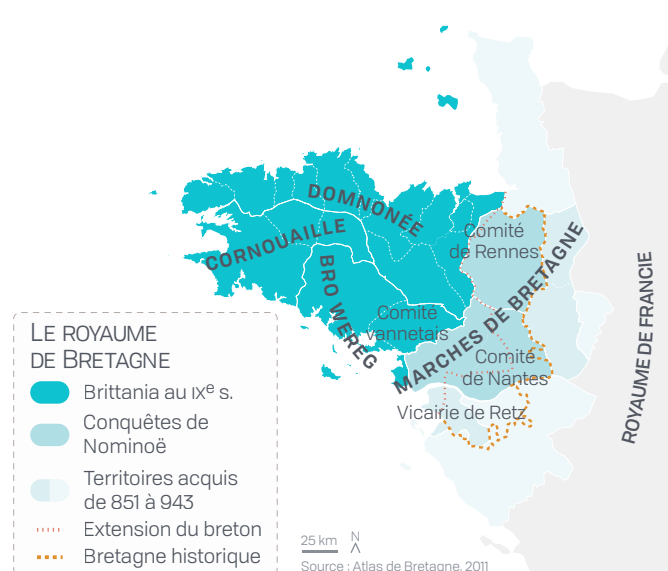 DOMNONÉE
CORNOUAILLE
BRO WEREG
Comité
de Rennes
MARCHES DE BRETAGNE
Comité
vannetais
Comité
de Nantes
Vicairie de Retz
ROYAUME DE FRANCIE
LE ROYAUME
DE BRETAGNE
Brittania au IXe s.
Conquêtes de
Nominoë
Territoires acquis
de 851 à 943
Extension du breton
Bretagne historique
25 km N
Source : Atlas de Bretagne, 2011